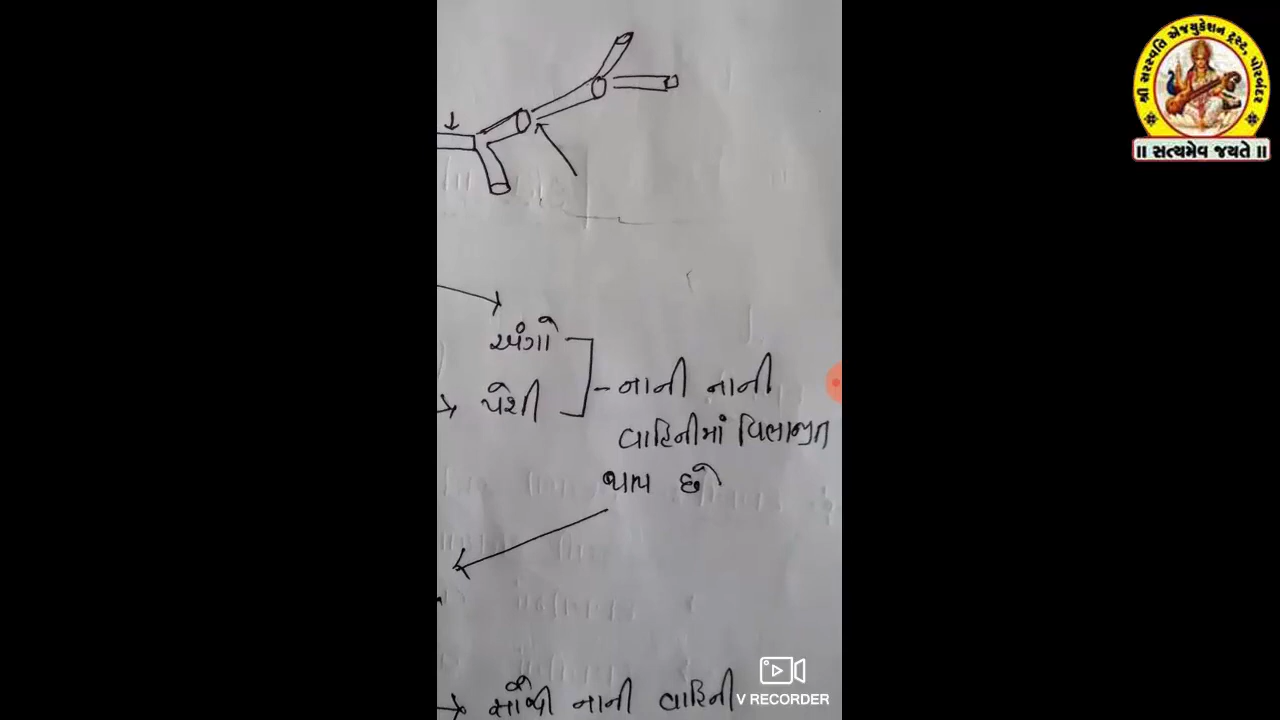 શ્રી સરસ્વતિ એજ્યુકેશન ટ્રસ્ટ, પોરબંદર
॥ સત્યમેવ જયતે ॥
અંગો
પેશી
નાની નાની
વાહિનીમાં વિભાજીત
થાય છે
સૌથી નાની વાહિની
V RECORDER